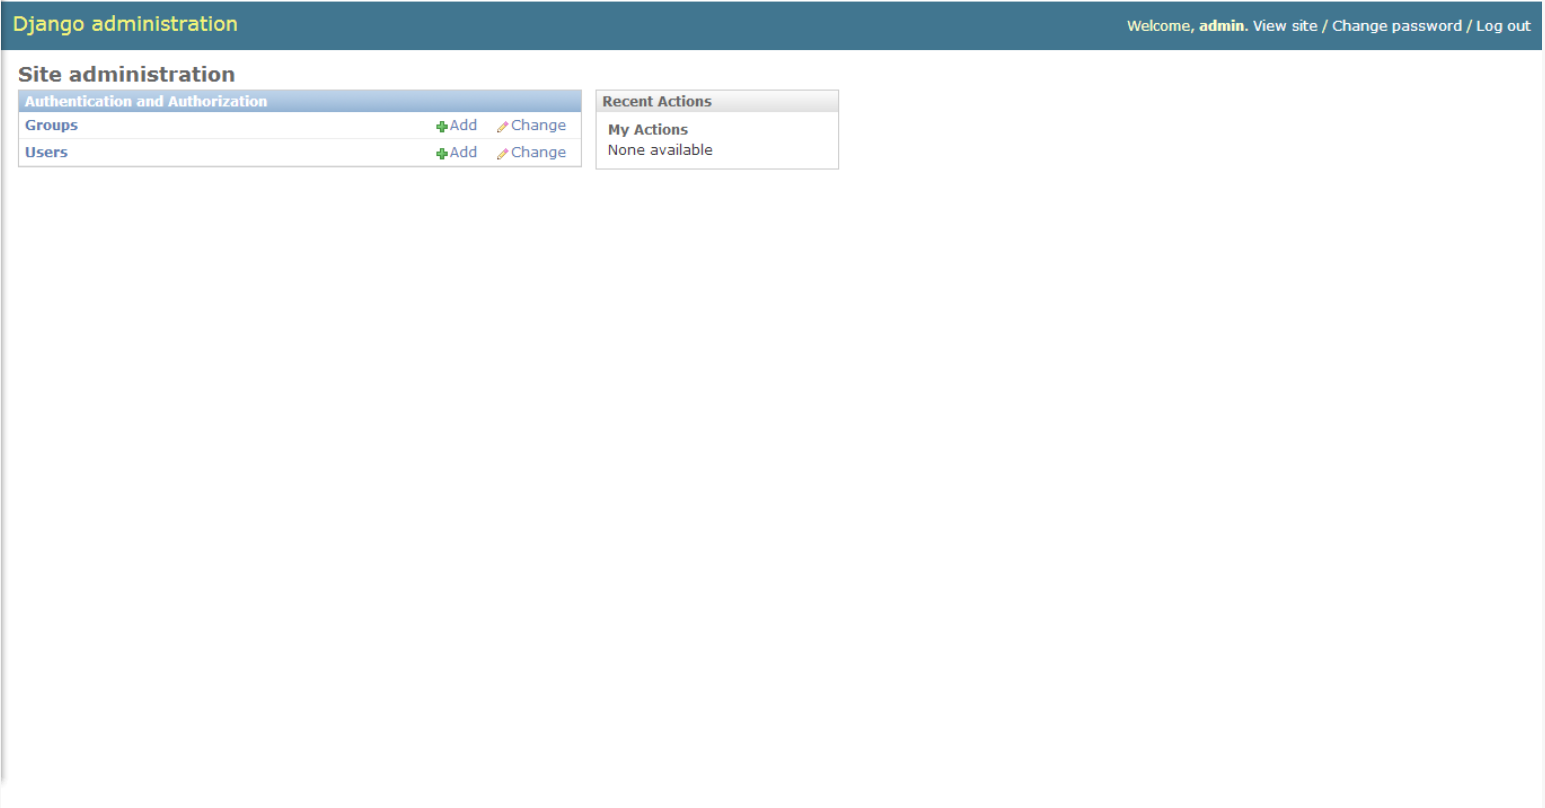 Django administration
Welcome, admin. View site / Change password / Log out
Site administration
Authentication and Authorization
Groups Add Change
Users Add Change
Recent Actions
My Actions
None available